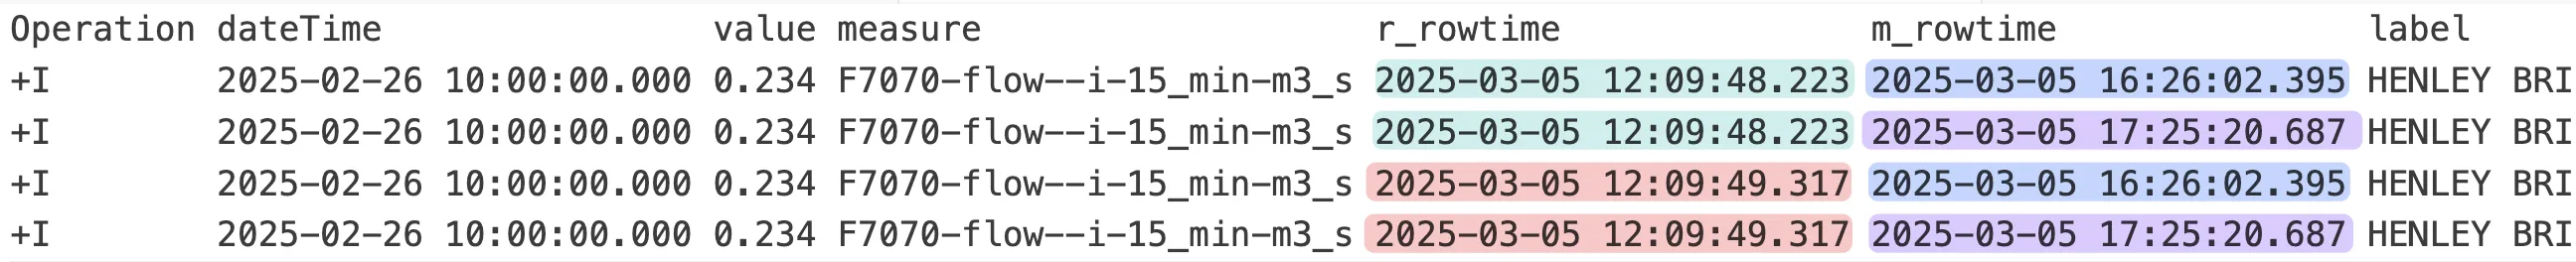 Operation dateTime value measure r_rowtime m_rowtime label
+I 2025-02-26 10:00:00.000 0.234 F7070-flow--i-15_min-m3_s 2025-03-05 12:09:48.223 2025-03-05 16:26:02.395 HENLEY BRI
+I 2025-02-26 10:00:00.000 0.234 F7070-flow--i-15_min-m3_s 2025-03-05 12:09:48.223 2025-03-05 17:25:20.687 HENLEY BRI
+I 2025-02-26 10:00:00.000 0.234 F7070-flow--i-15_min-m3_s 2025-03-05 12:09:49.317 2025-03-05 16:26:02.395 HENLEY BRI
+I 2025-02-26 10:00:00.000 0.234 F7070-flow--i-15_min-m3_s 2025-03-05 12:09:49.317 2025-03-05 17:25:20.687 HENLEY BRI